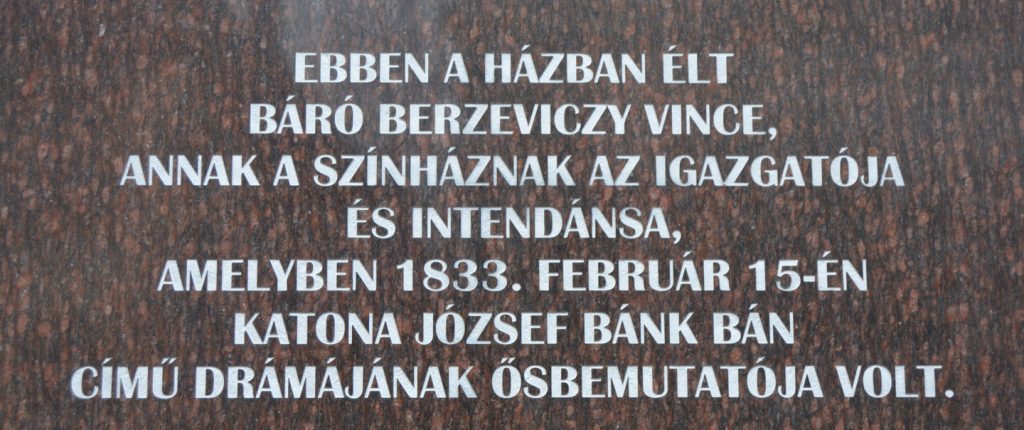 EBBEN A HÁZBAN ÉLT
BÁRÓ BERZEVICZY VINCE,
ANNAK A SZÍNHÁZNAK AZ IGAZGATÓJA
ÉS INTENDÁNSA,
AMELYBEN 1833. FEBRUÁR 15-ÉN
KATONA JÓZSEF BÁNK BÁN
CÍMŰ DRÁMÁJÁNAK ŐSBEMUTATÓJA VOLT.